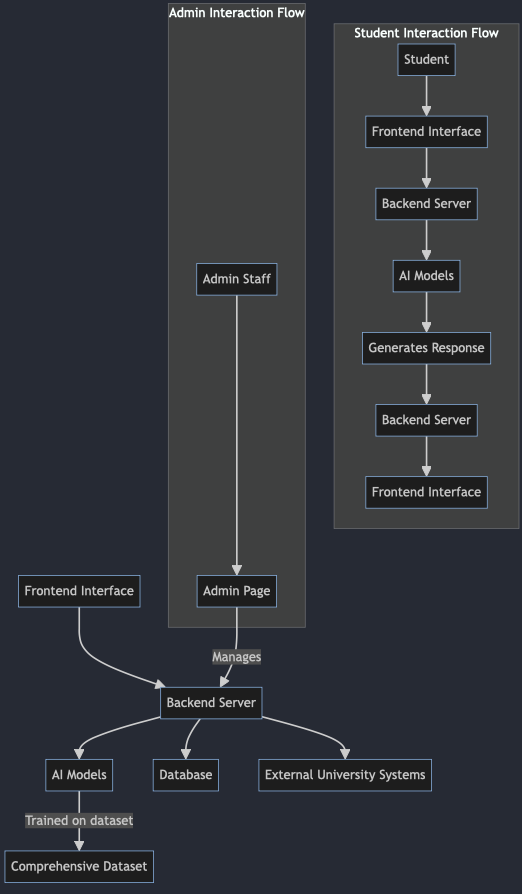 Admin Interaction Flow
Student Interaction Flow
Student
Frontend Interface
Backend Server
AI Models
Generates Response
Backend Server
Frontend Interface
Admin Staff
Frontend Interface
Admin Page
Manages
Backend Server
AI Models
Database
External University Systems
Trained on dataset
Comprehensive Dataset